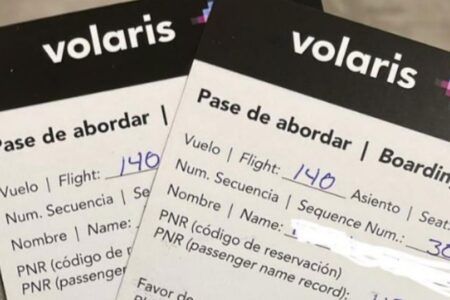 volaris
Pase de abordar |
Vuelo | Flight: 140
Num. Secuencia | Seat
Nombre | Name:
PNR (código de
PNR (passenger
volaris
Pase de abordar | Boarding
Vuelo | Flight: 140 Asiento | Seat:
Num. Secuencia | Sequence Num.: 30
Nombre | Name:
PNR (código de reservación)
PNR (passenger name record):
Favor de